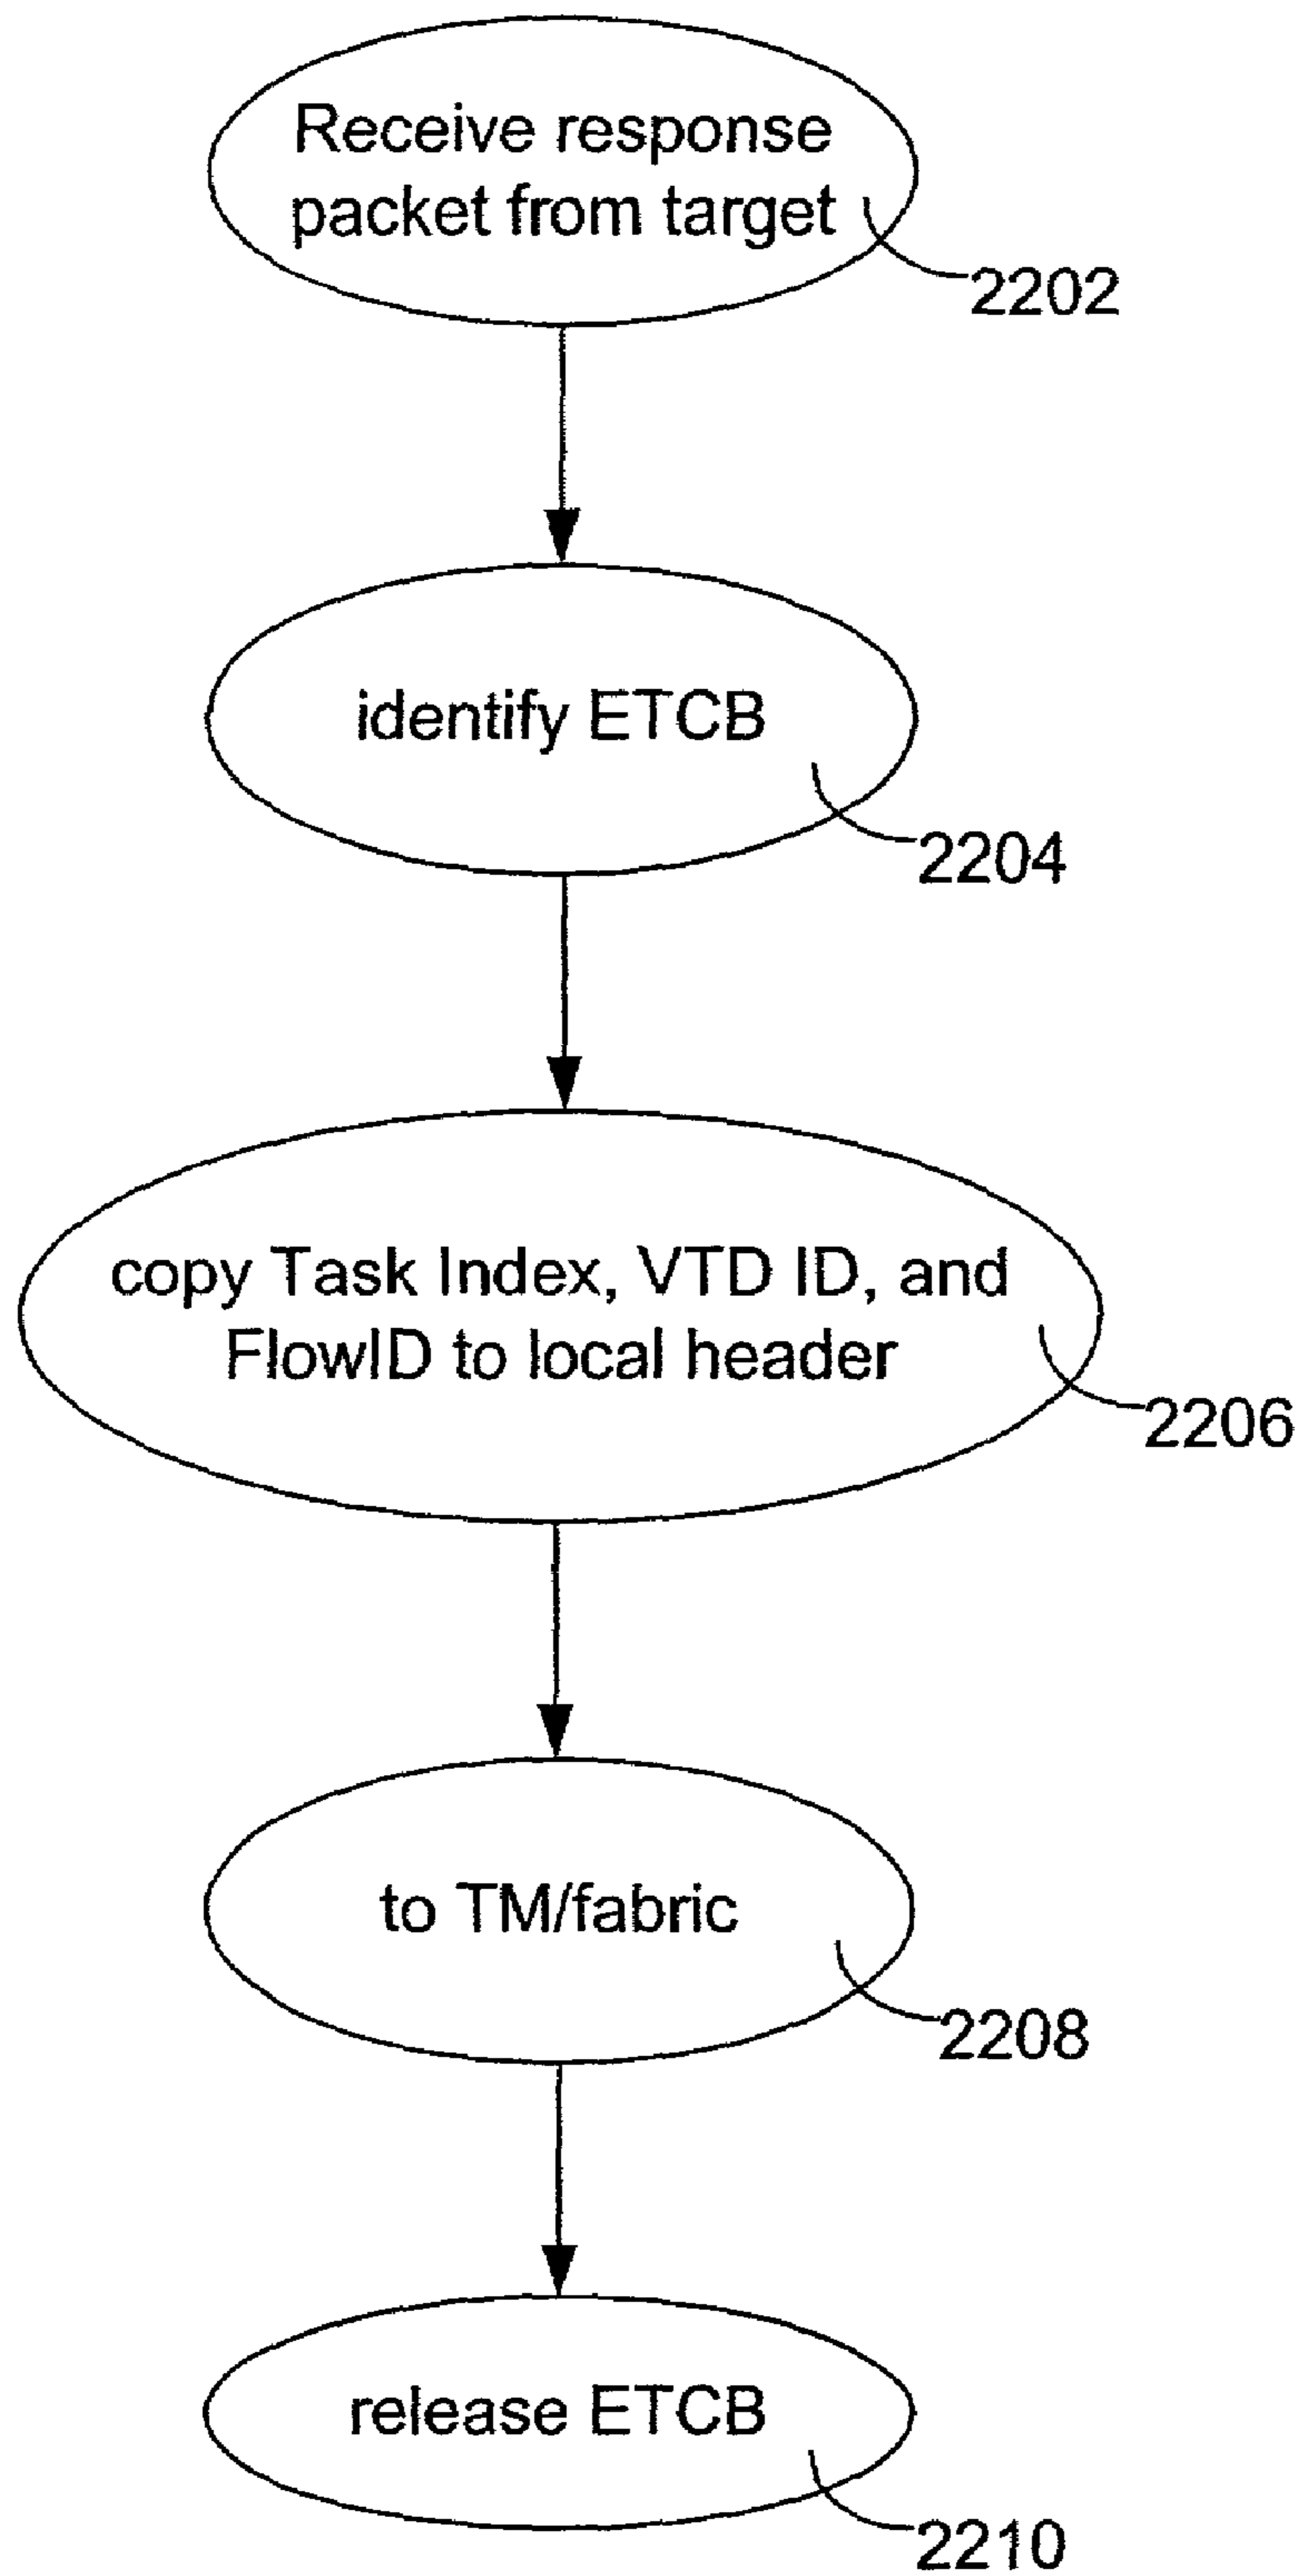 Receive response
packet from target
2202
identify ETCB
2204
copy Task Index, VTD ID, and
FlowID to local header
2206
to TM/fabric
2208
release ETCB
2210